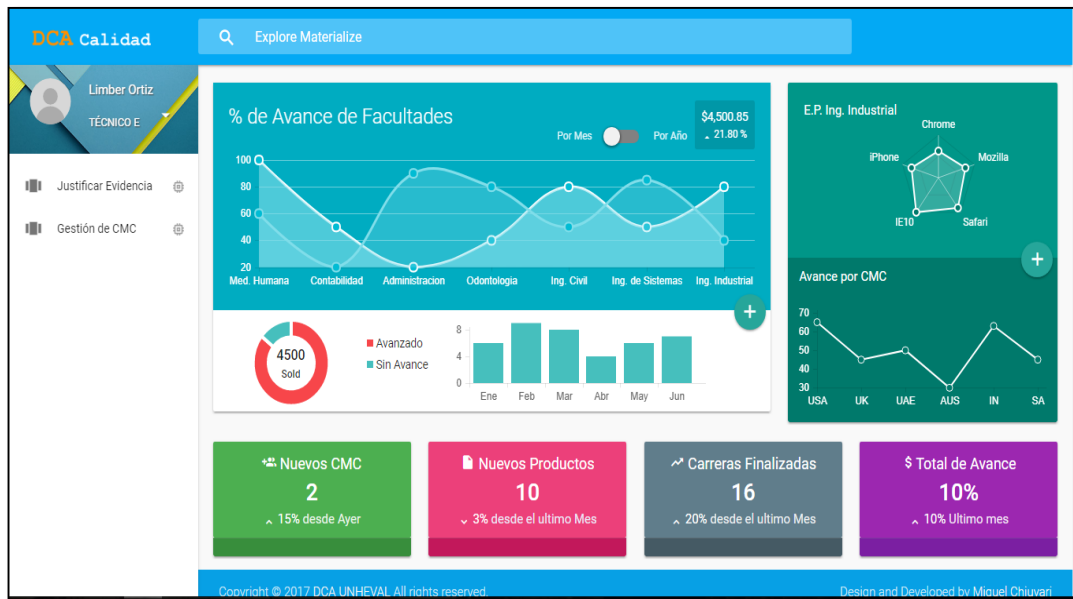 DCA Calidad
Explore Materialize
Limber Ortiz
TÉCNICO E
Justificar Evidencia
Gestión de CMC
% de Avance de Facultades
Por Mes
Por Año
$4,500.85
21.80 %
100
80
60
40
20
Med. Humana
Contabilidad
Administracion
Odontologia
Ing. Civil
Ing. de Sistemas
Ing. Industrial
4500
Sold
Avanzado
Sin Avance
8
4
0
Ene
Feb
Mar
Abr
May
Jun
E.P. Ing. Industrial
Chrome
iPhone
Mozilla
IE10
Safari
Avance por CMC
70
60
50
40
30
USA
UK
UAE
AUS
IN
SA
Nuevos CMC
2
15% desde Ayer
Nuevos Productos
10
3% desde el ultimo Mes
Carreras Finalizadas
16
20% desde el ultimo Mes
$ Total de Avance
10%
10% Ultimo mes
Copyright © 2017 DCA UNHEVAL All rights reserved.
Design and Developed by Miguel Chiuvari